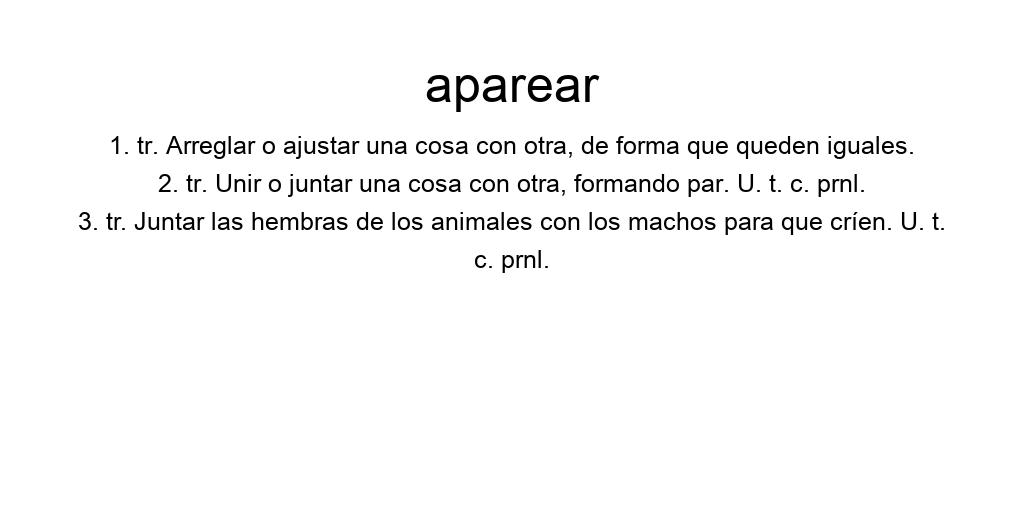 aparear
1. tr. Arreglar o ajustar una cosa con otra, de forma que queden iguales.
2. tr. Unir o juntar una cosa con otra, formando par. U. t. c. prnl.
3. tr. Juntar las hembras de los animales con los machos para que críen. U. t.
c. prnl.